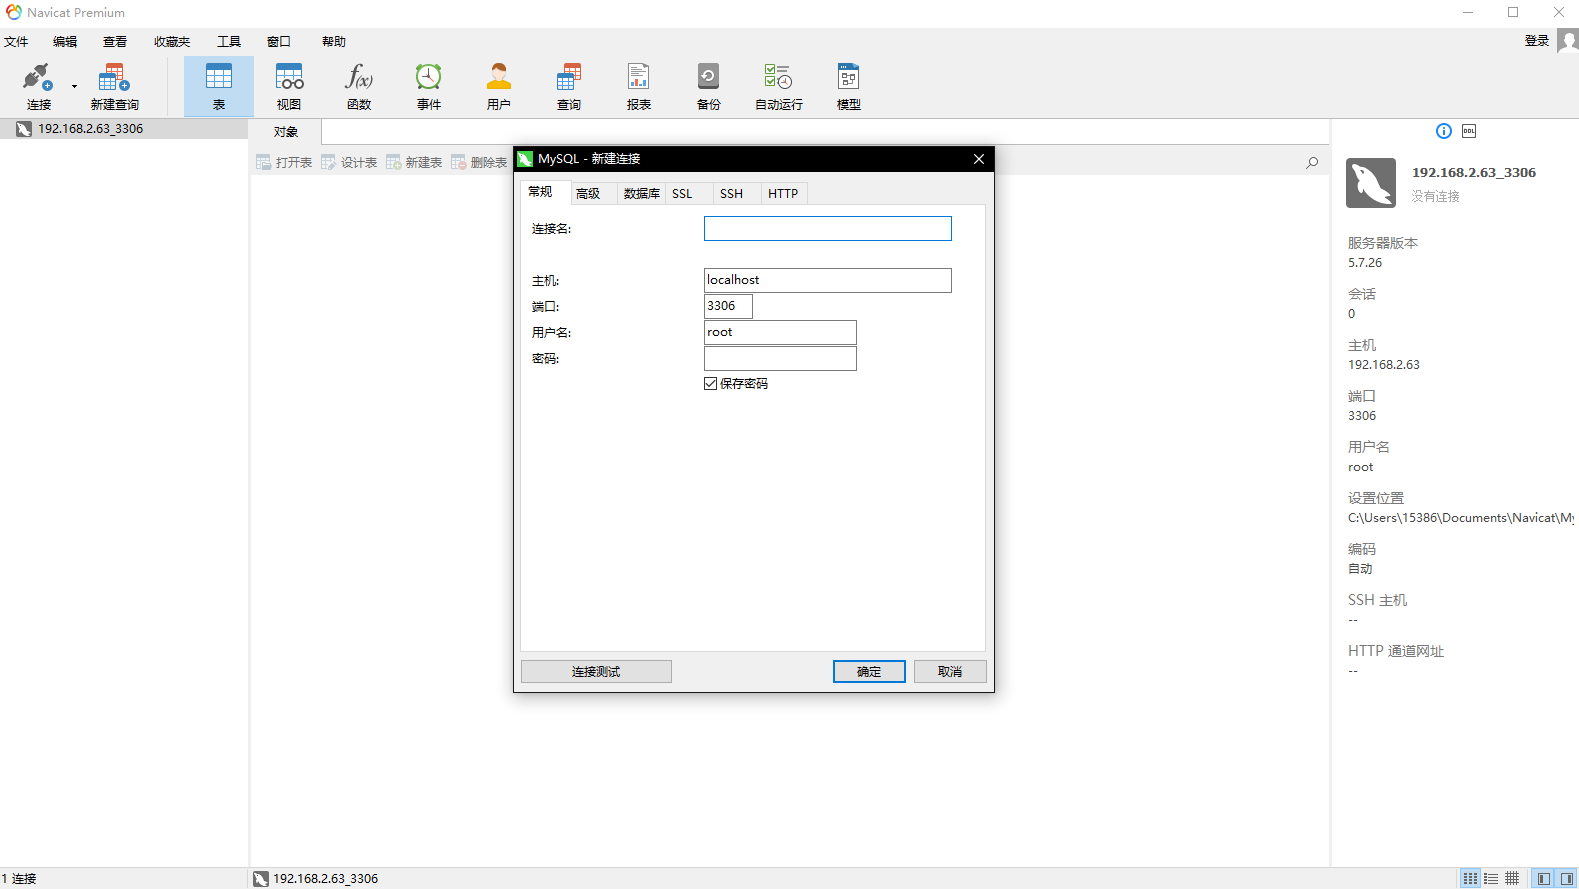 Navicat Premium
文件 编辑 查看 收藏夹 工具 窗口 帮助 登录
连接 新建查询 表 视图 f(x) 函数 事件 用户 查询 报表 备份 自动运行 模型
192.168.2.63_3306
对象
打开表 设计表 新建表 删除表
MySQL - 新建连接
常规 高级 数据库 SSL SSH HTTP
连接名:
主机: localhost
端口: 3306
用户名: root
密码:
保存密码
连接测试 确定 取消
DDL
192.168.2.63_3306
没有连接
服务器版本
5.7.26
会话
0
主机
192.168.2.63
端口
3306
用户名
root
设置位置
C:\Users\15386\Documents\Navicat\My
编码
自动
SSH 主机
--
HTTP 通道网址
--
1 连接 192.168.2.63_3306